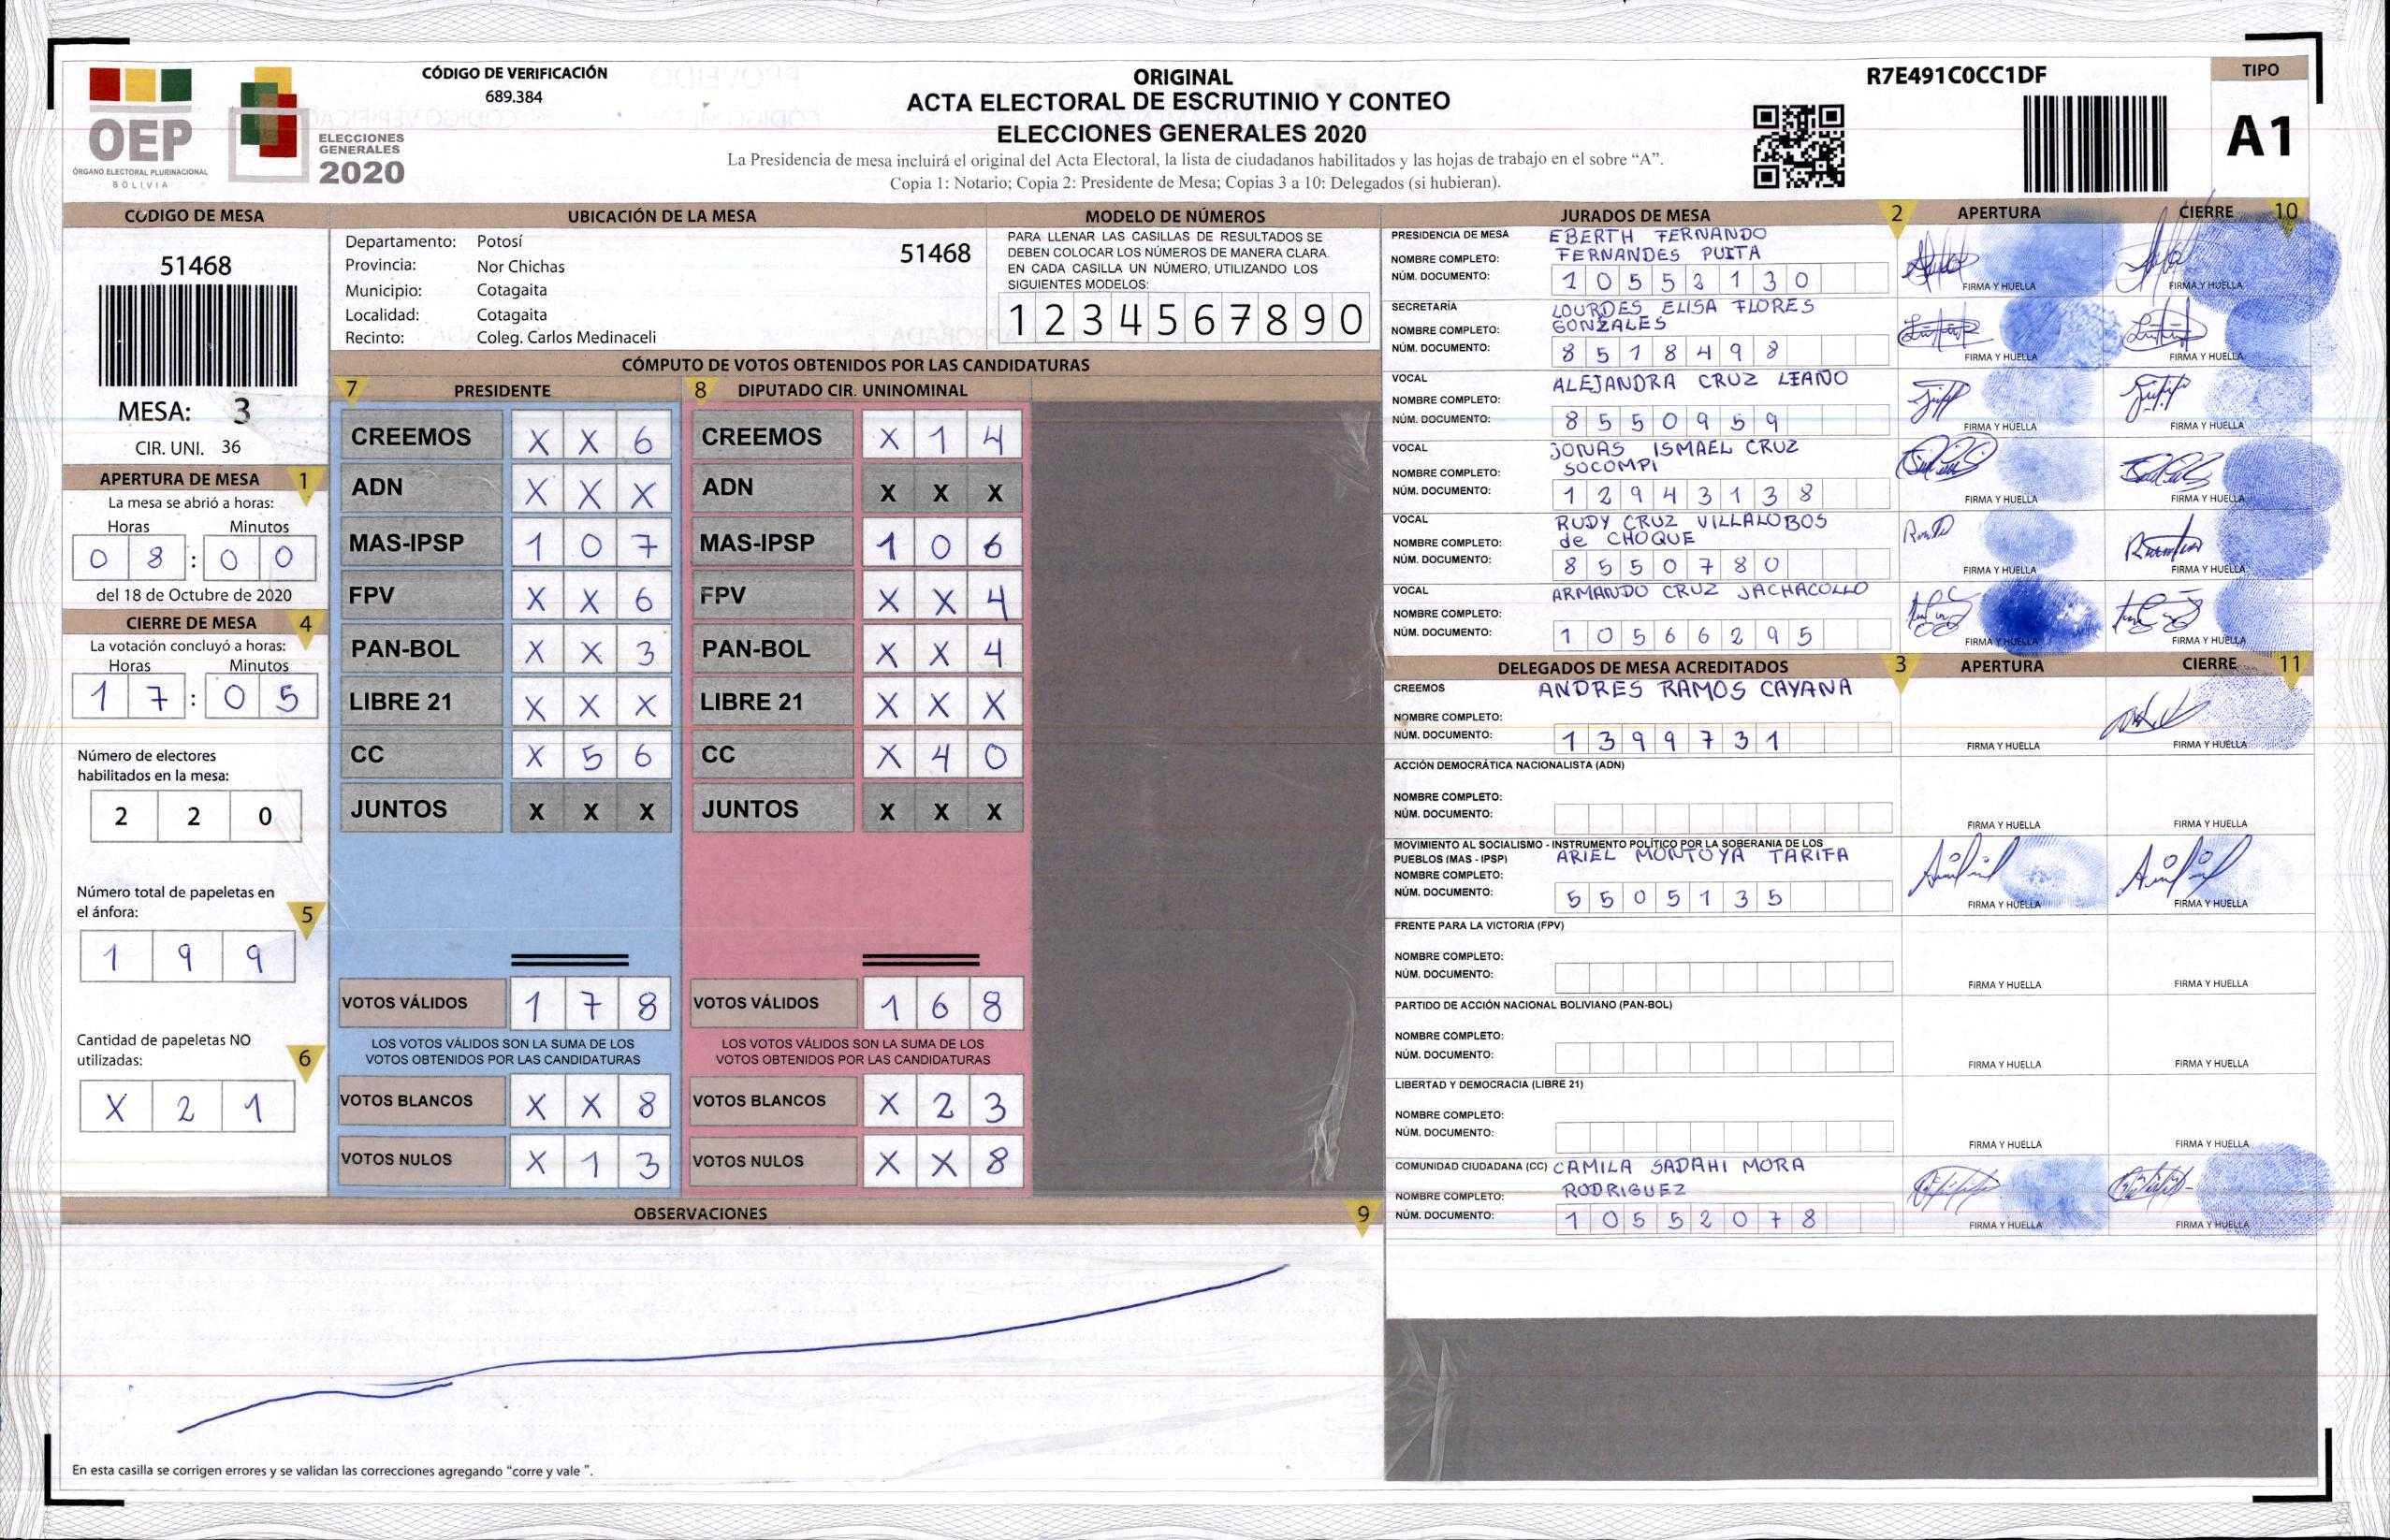 OEP
ÓRGANO ELECTORAL PLURINACIONAL
BOLIVIA
ELECCIONES
GENERALES
2020
CÓDIGO DE VERIFICACIÓN
689.384
ORIGINAL
ACTA ELECTORAL DE ESCRUTINIO Y CONTEO
ELECCIONES GENERALES 2020
La Presidencia de mesa incluirá el original del Acta Electoral, la lista de ciudadanos habilitados y las hojas de trabajo en el sobre “A”.
Copia 1: Notario; Copia 2: Presidente de Mesa; Copias 3 a 10: Delegados (si hubieran).
R7E491C0CC1DF
TIPO
A1
CÓDIGO DE MESA
51468
MESA: 3
CIR. UNI. 36
APERTURA DE MESA 1
La mesa se abrió a horas:
Horas Minutos
0 8 : 0 0
del 18 de Octubre de 2020
CIERRE DE MESA 4
La votación concluyó a horas:
Horas Minutos
1 7 : 0 5
Número de electores
habilitados en la mesa:
2 2 0
Número total de papeletas en
el ánfora: 5
1 9 9
Cantidad de papeletas NO
utilizadas: 6
X 2 1
UBICACIÓN DE LA MESA
Departamento: Potosí
51468
Provincia: Nor Chichas
Municipio: Cotagaita
Localidad: Cotagaita
Recinto: Coleg. Carlos Medinaceli
MODELO DE NÚMEROS
PARA LLENAR LAS CASILLAS DE RESULTADOS SE
DEBEN COLOCAR LOS NÚMEROS DE MANERA CLARA.
EN CADA CASILLA UN NÚMERO, UTILIZANDO LOS
SIGUIENTES MODELOS:
1 2 3 4 5 6 7 8 9 0
CÓMPUTO DE VOTOS OBTENIDOS POR LAS CANDIDATURAS
7 PRESIDENTE
CREEMOS X X 6
ADN X X X
MAS-IPSP 1 0 7
FPV X X 6
PAN-BOL X X 3
LIBRE 21 X X X
CC X 5 6
JUNTOS X X X
VOTOS VÁLIDOS 1 7 8
LOS VOTOS VÁLIDOS SON LA SUMA DE LOS
VOTOS OBTENIDOS POR LAS CANDIDATURAS
VOTOS BLANCOS X X 8
VOTOS NULOS X 1 3
8 DIPUTADO CIR. UNINOMINAL
CREEMOS X 1 4
ADN X X X
MAS-IPSP 1 0 6
FPV X X 4
PAN-BOL X X 4
LIBRE 21 X X X
CC X 4 0
JUNTOS X X X
VOTOS VÁLIDOS 1 6 8
LOS VOTOS VÁLIDOS SON LA SUMA DE LOS
VOTOS OBTENIDOS POR LAS CANDIDATURAS
VOTOS BLANCOS X 2 3
VOTOS NULOS X X 8
OBSERVACIONES 9
En esta casilla se corrigen errores y se validan las correcciones agregando “corre y vale ”.
JURADOS DE MESA 2 APERTURA CIERRE 10
PRESIDENCIA DE MESA EBERTH FERNANDO
NOMBRE COMPLETO: FERNANDES PUITA
NÚM. DOCUMENTO: 1 0 5 5 2 1 3 0
FIRMA Y HUELLA FIRMA Y HUELLA
SECRETARÍA LOURDES ELISA FLORES
NOMBRE COMPLETO: GONZALES
NÚM. DOCUMENTO: 8 5 1 8 4 9 8
FIRMA Y HUELLA FIRMA Y HUELLA
VOCAL ALEJANDRA CRUZ LEAÑO
NOMBRE COMPLETO:
NÚM. DOCUMENTO: 8 5 5 0 9 5 9
FIRMA Y HUELLA FIRMA Y HUELLA
VOCAL JONAS ISMAEL CRUZ
NOMBRE COMPLETO: SOCOMPI
NÚM. DOCUMENTO: 1 2 9 4 3 1 3 8
FIRMA Y HUELLA FIRMA Y HUELLA
VOCAL RUDY CRUZ VILLALOBOS
NOMBRE COMPLETO: de CHOQUE
NÚM. DOCUMENTO: 8 5 5 0 7 8 0
FIRMA Y HUELLA FIRMA Y HUELLA
VOCAL ARMANDO CRUZ JACHACOLLO
NOMBRE COMPLETO:
NÚM. DOCUMENTO: 1 0 5 6 6 2 9 5
FIRMA Y HUELLA FIRMA Y HUELLA
DELEGADOS DE MESA ACREDITADOS 3 APERTURA CIERRE 11
CREEMOS ANDRES RAMOS CAYANA
NOMBRE COMPLETO:
NÚM. DOCUMENTO: 1 3 9 9 7 3 1
FIRMA Y HUELLA FIRMA Y HUELLA
ACCIÓN DEMOCRÁTICA NACIONALISTA (ADN)
NOMBRE COMPLETO:
NÚM. DOCUMENTO:
FIRMA Y HUELLA FIRMA Y HUELLA
MOVIMIENTO AL SOCIALISMO - INSTRUMENTO POLÍTICO POR LA SOBERANIA DE LOS
PUEBLOS (MAS - IPSP) ARIEL MONTOYA TARIFA
NOMBRE COMPLETO:
NÚM. DOCUMENTO: 5 5 0 5 1 3 5
FIRMA Y HUELLA FIRMA Y HUELLA
FRENTE PARA LA VICTORIA (FPV)
NOMBRE COMPLETO:
NÚM. DOCUMENTO:
FIRMA Y HUELLA FIRMA Y HUELLA
PARTIDO DE ACCIÓN NACIONAL BOLIVIANO (PAN-BOL)
NOMBRE COMPLETO:
NÚM. DOCUMENTO:
FIRMA Y HUELLA FIRMA Y HUELLA
LIBERTAD Y DEMOCRACIA (LIBRE 21)
NOMBRE COMPLETO:
NÚM. DOCUMENTO:
FIRMA Y HUELLA FIRMA Y HUELLA
COMUNIDAD CIUDADANA (CC) CAMILA SADAHI MORA
NOMBRE COMPLETO: RODRIGUEZ
NÚM. DOCUMENTO: 1 0 5 5 2 0 7 8
FIRMA Y HUELLA FIRMA Y HUELLA